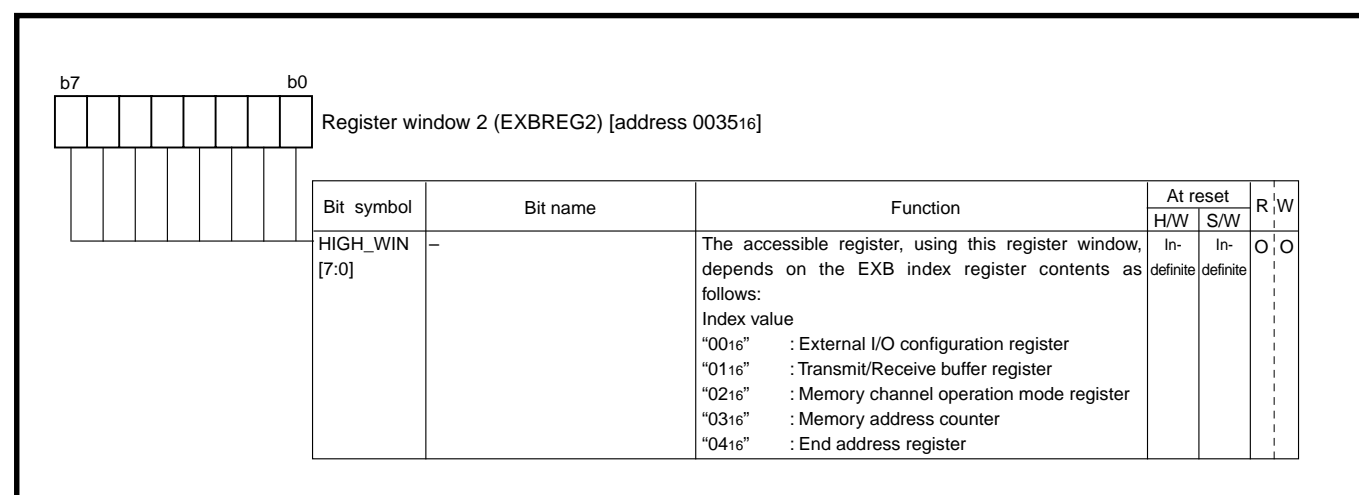 b7 b0
Register window 2 (EXBREG2) [address 003516]
Bit symbol Bit name Function At reset R W
H/W S/W
HIGH_WIN – The accessible register, using this register window, In- In- O O
[7:0] depends on the EXB index register contents as definite definite
follows:
Index value
“0016” : External I/O configuration register
“0116” : Transmit/Receive buffer register
“0216” : Memory channel operation mode register
“0316” : Memory address counter
“0416” : End address register